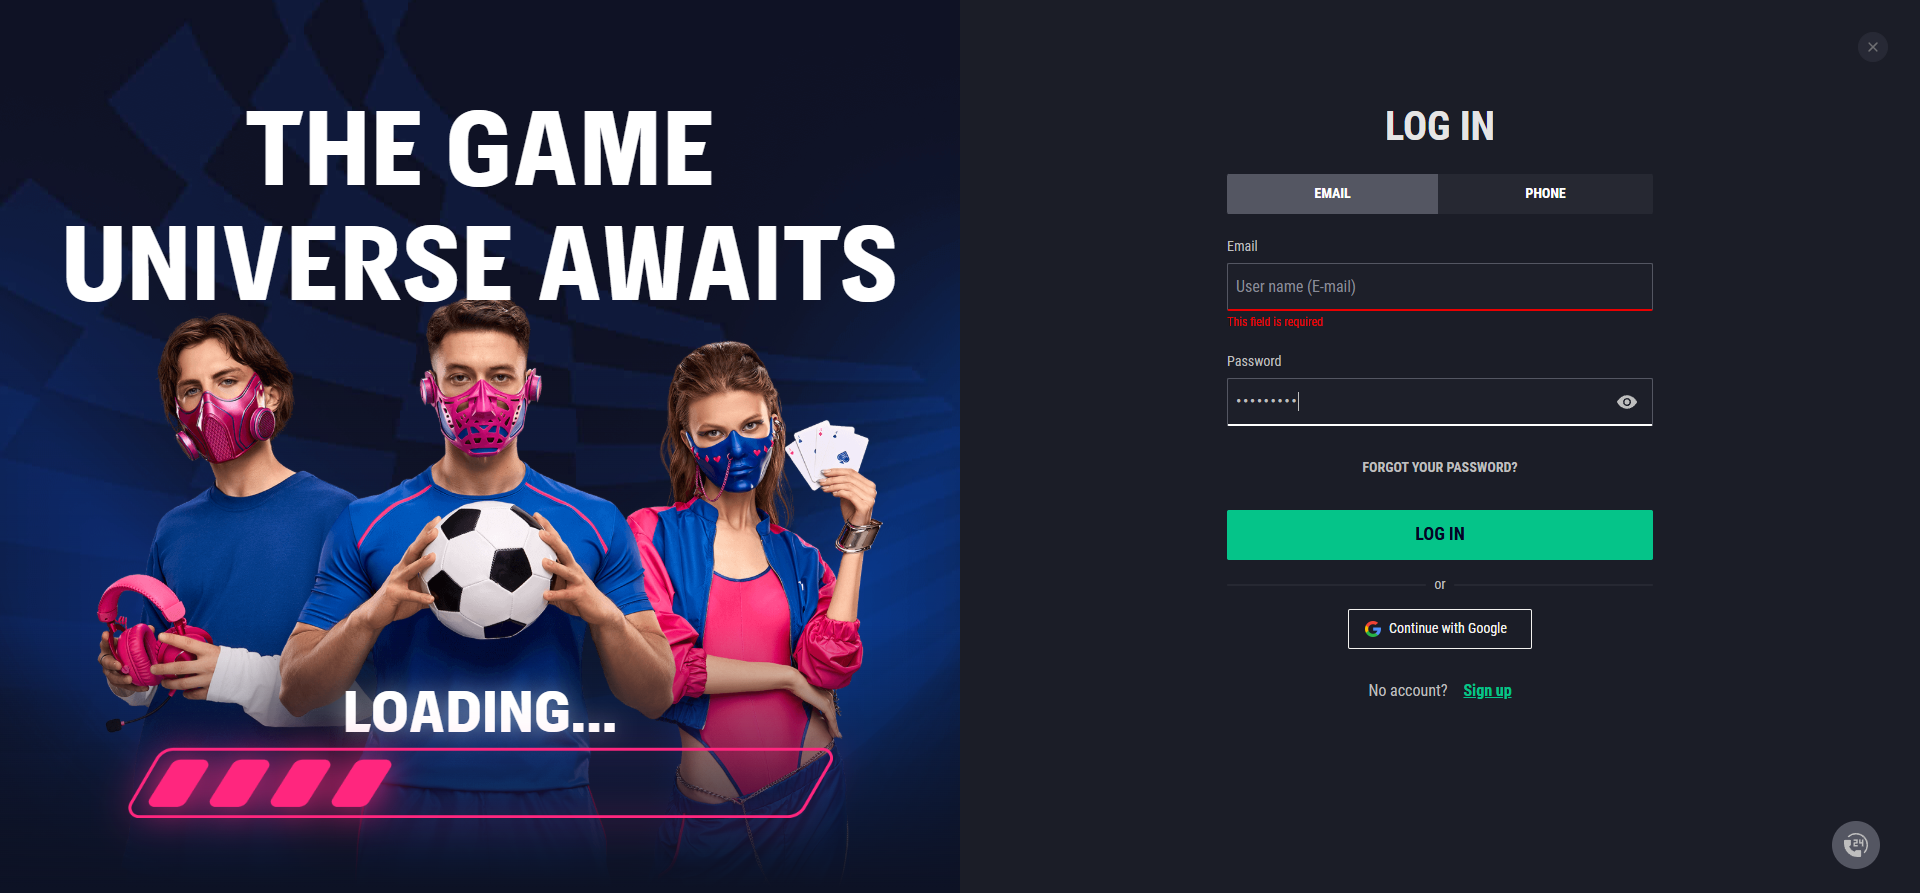 THE GAME
UNIVERSE AWAITS
LOADING...
LOG IN
EMAIL PHONE
Email
User name (E-mail)
This field is required
Password
•••••••••
FORGOT YOUR PASSWORD?
LOG IN
or
Continue with Google
No account? Sign up
24